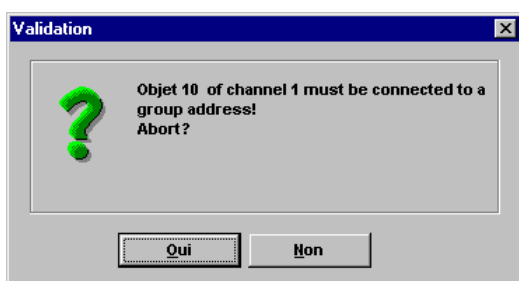 Validation
Objet 10 of channel 1 must be connected to a
group address!
Abort?
Oui
Non